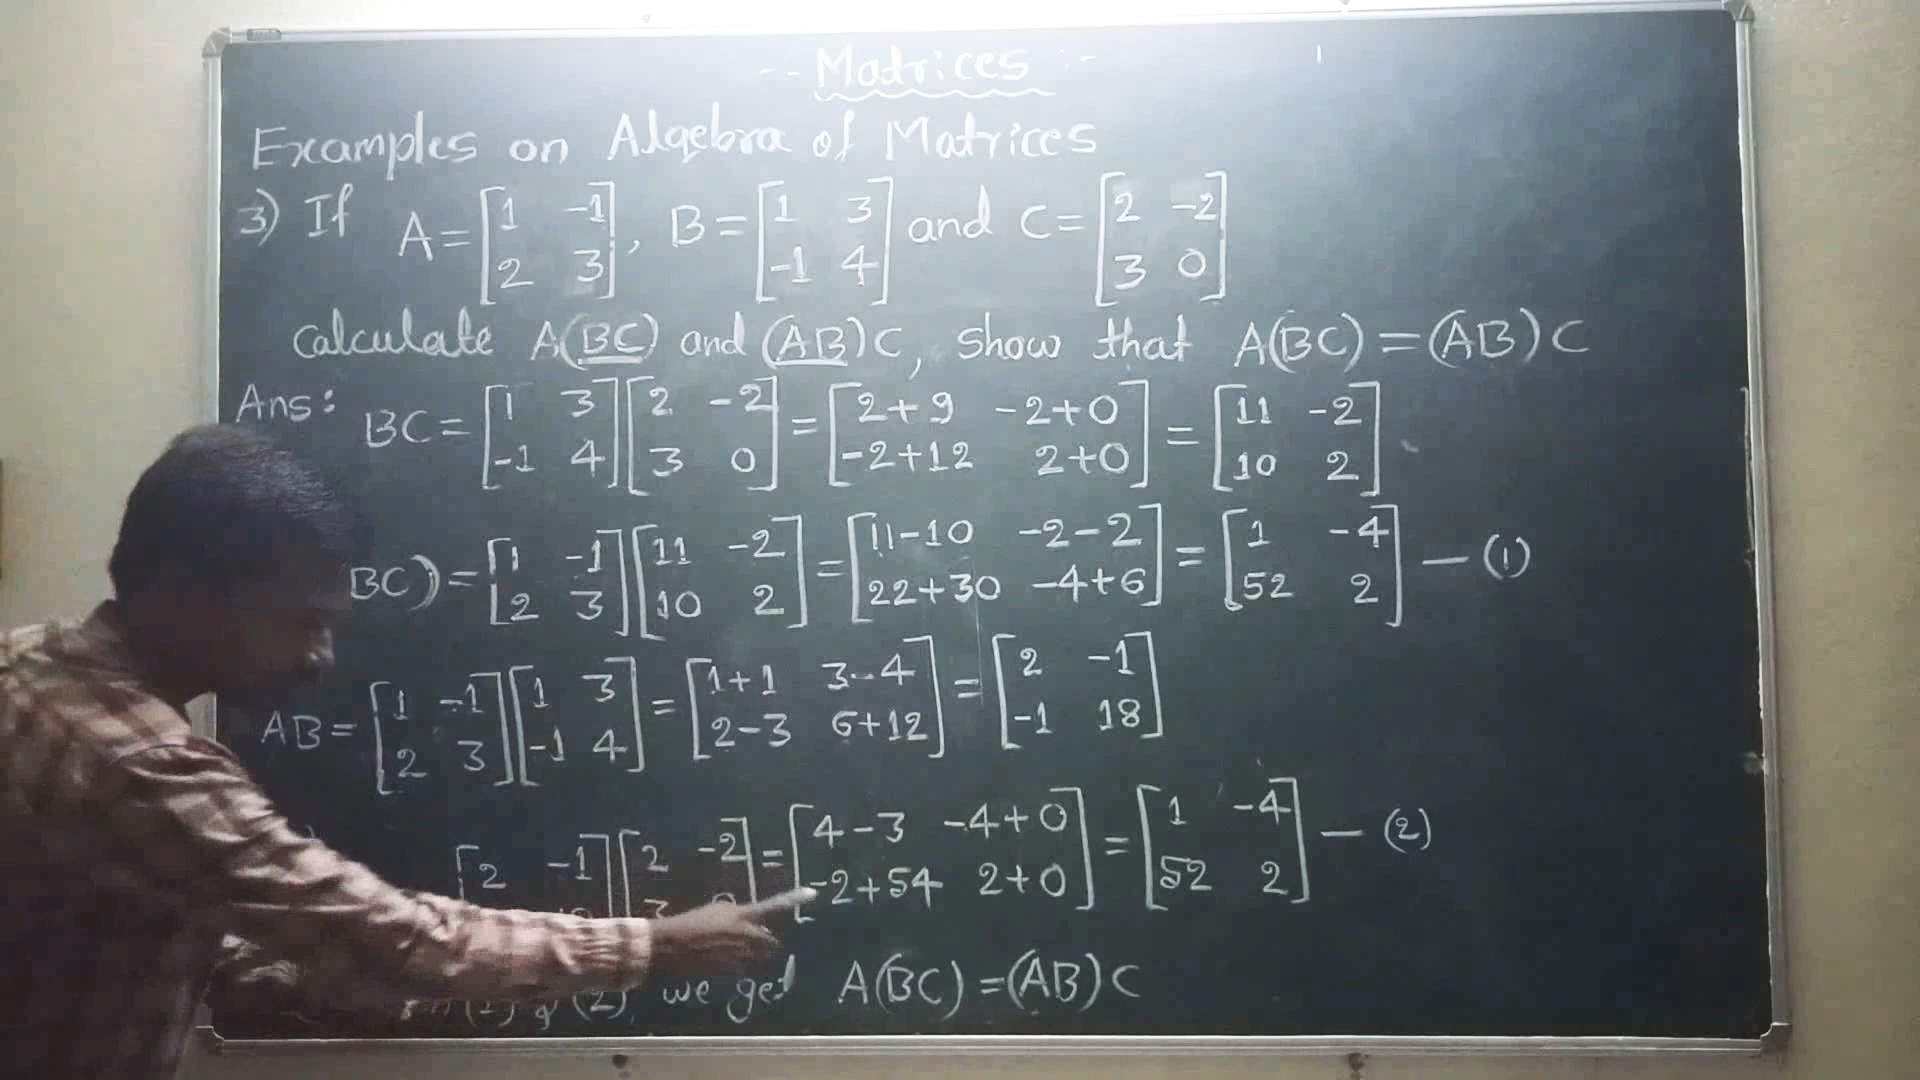 -- Matrices --
Examples on Algebra of Matrices
3) If A = [1 -1; 2 3], B = [1 3; -1 4] and C = [2 -2; 3 0]
Calculate A(BC) and (AB)C, show that A(BC) = (AB)C
Ans: BC = [1 3; -1 4] [2 -2; 3 0] = [2+9 -2+0; -2+12 2+0] = [11 -2; 10 2]
BC) = [1 -1; 2 3] [11 -2; 10 2] = [11-10 -2-2; 22+30 -4+6] = [1 -4; 52 2] — (1)
AB = [1 -1; 2 3] [1 3; -1 4] = [1+1 3-4; 2-3 6+12] = [2 -1; -1 18]
[2 -1; [2 -2; 3 0] = [4-3 -4+0; -2+54 2+0] = [1 -4; 52 2] — (2)
(2), we get A(BC) = (AB)C